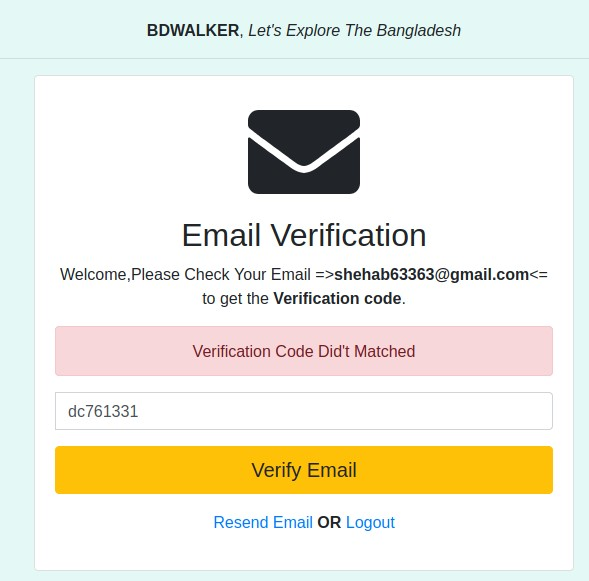 BDWALKER, Let's Explore The Bangladesh
Email Verification
Welcome,Please Check Your Email =>shehab63363@gmail.com<=
to get the Verification code.
Verification Code Did't Matched
dc761331
Verify Email
Resend Email OR Logout